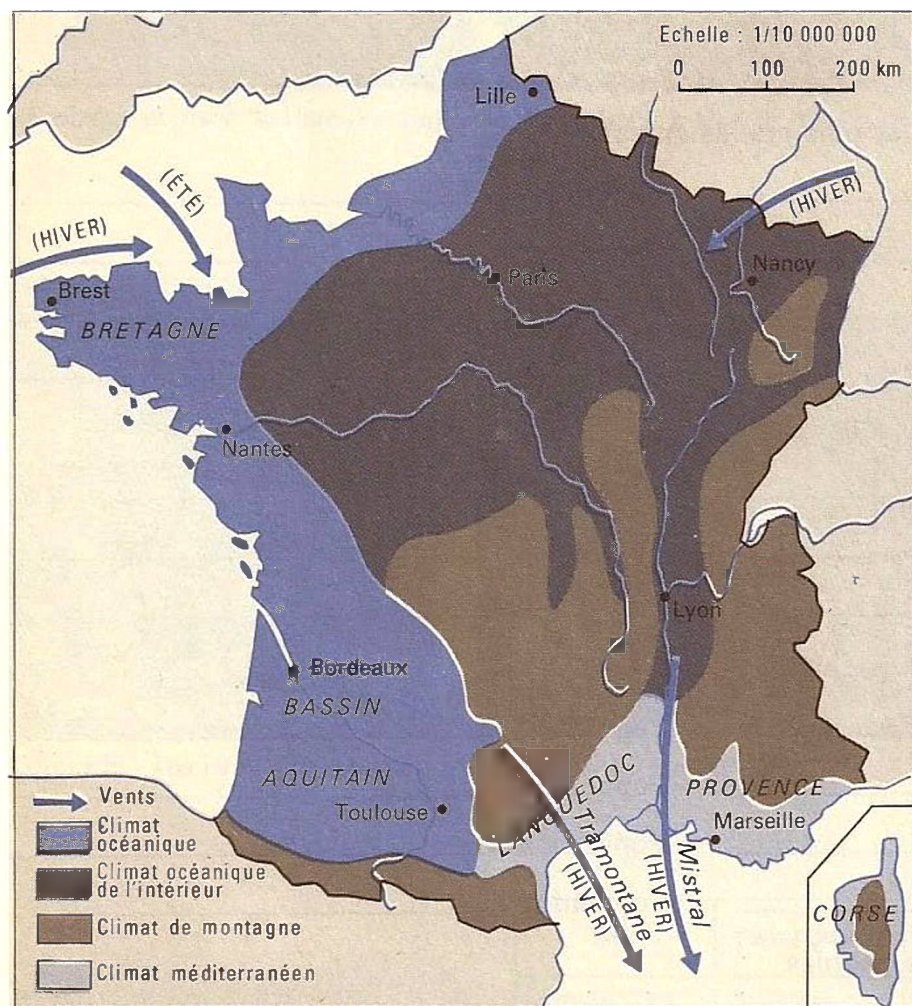 Echelle : 1/10 000 000
0 100 200 km
Lille
(ÉTÉ)
(HIVER)
(HIVER)
Brest
BRETAGNE
Paris
Nancy
Nantes
Lyon
Bordeaux
BASSIN
AQUITAIN
Toulouse
LANGUEDOC
PROVENCE
Marseille
Tramontane
(HIVER)
Mistral
(HIVER)
CORSE
Vents
Climat
océanique
Climat océanique
de l'intérieur
Climat de montagne
Climat méditerranéen